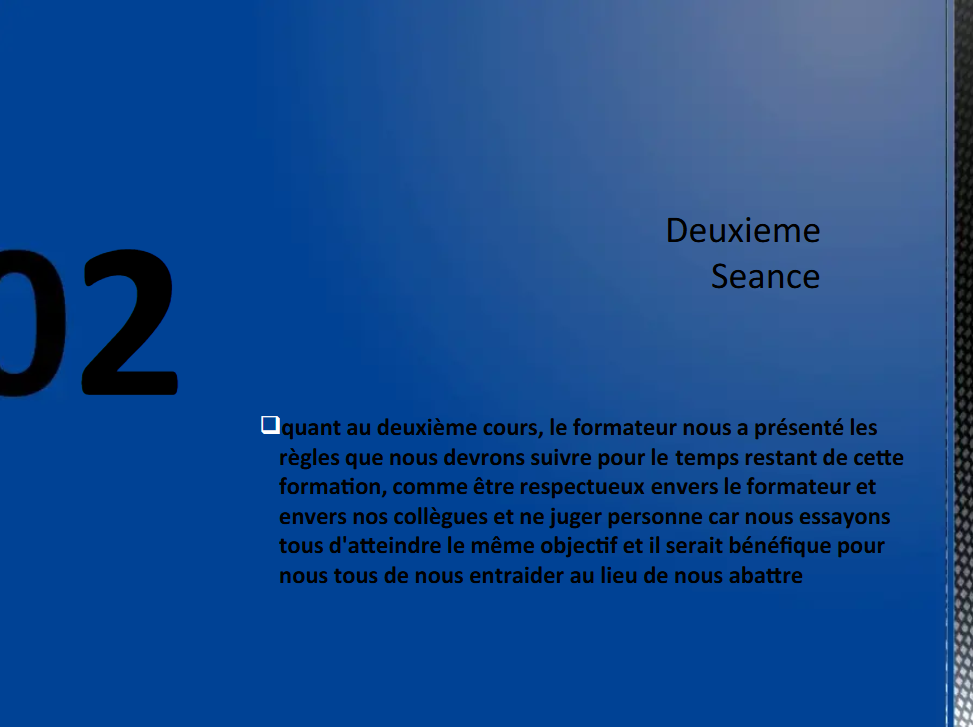 02
Deuxieme
Seance
❑quant au deuxième cours, le formateur nous a présenté les
règles que nous devrons suivre pour le temps restant de cette
formation, comme être respectueux envers le formateur et
envers nos collègues et ne juger personne car nous essayons
tous d'atteindre le même objectif et il serait bénéfique pour
nous tous de nous entraider au lieu de nous abattre